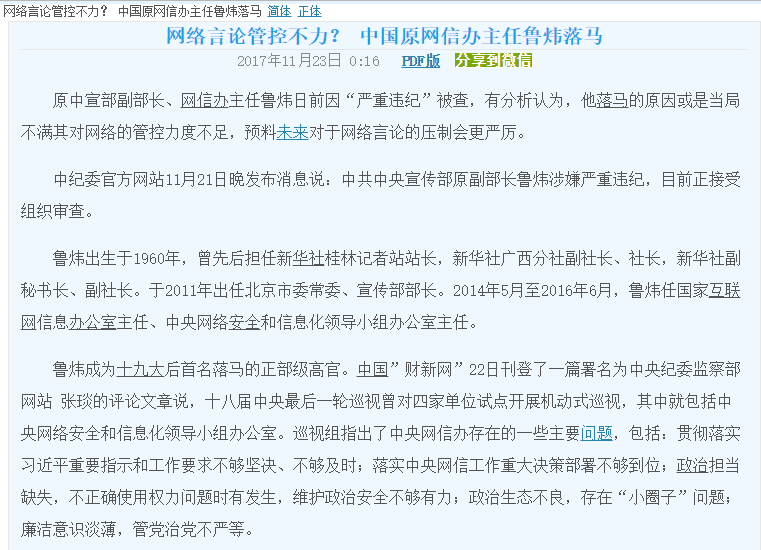 网络言论管控不力？ 中国原网信办主任鲁炜落马 简体 正体
网络言论管控不力？ 中国原网信办主任鲁炜落马
2017年11月23日 0:16 PDF版 分享到微信
原中宣部副部长、网信办主任鲁炜日前因“严重违纪”被查，有分析认为，他落马的原因或是当局
不满其对网络的管控力度不足，预料未来对于网络言论的压制会更严厉。
中纪委官方网站11月21日晚发布消息说：中共中央宣传部原副部长鲁炜涉嫌严重违纪，目前正接受
组织审查。
鲁炜出生于1960年，曾先后担任新华社桂林记者站站长，新华社广西分社副社长、社长，新华社副
秘书长、副社长。于2011年出任北京市委常委、宣传部部长。2014年5月至2016年6月，鲁炜任国家互联
网信息办公室主任、中央网络安全和信息化领导小组办公室主任。
鲁炜成为十九大后首名落马的正部级高官。中国”财新网”22日刊登了一篇署名为中央纪委监察部
网站 张琰的评论文章说，十八届中央最后一轮巡视曾对四家单位试点开展机动式巡视，其中就包括中
央网络安全和信息化领导小组办公室。巡视组指出了中央网信办存在的一些主要问题，包括：贯彻落实
习近平重要指示和工作要求不够坚决、不够及时；落实中央网信工作重大决策部署不够到位；政治担当
缺失，不正确使用权力问题时有发生，维护政治安全不够有力；政治生态不良，存在“小圈子”问题；
廉洁意识淡薄，管党治党不严等。